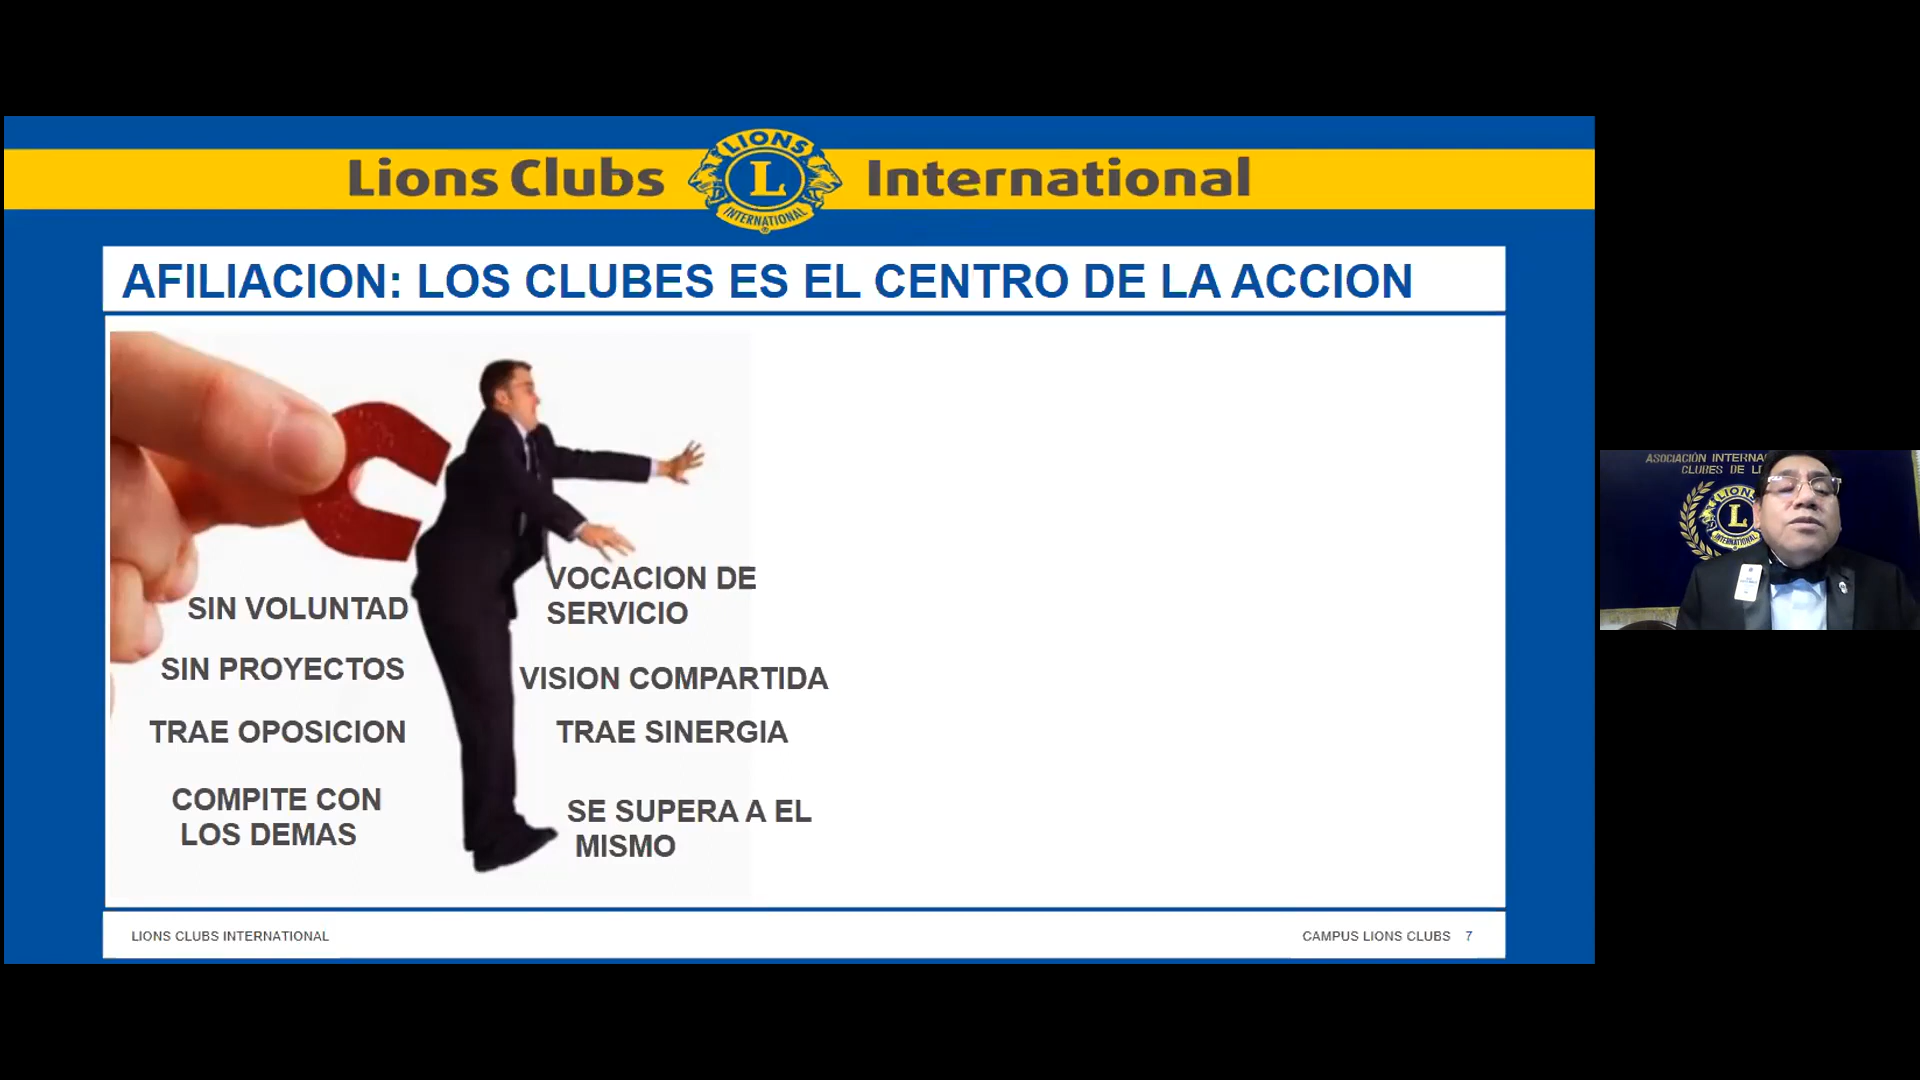 Lions Clubs International
LIONS
L
INTERNATIONAL
AFILIACION: LOS CLUBES ES EL CENTRO DE LA ACCION
SIN VOLUNTAD
SIN PROYECTOS
TRAE OPOSICION
COMPITE CON
LOS DEMAS
VOCACION DE
SERVICIO
VISION COMPARTIDA
TRAE SINERGIA
SE SUPERA A EL
MISMO
LIONS CLUBS INTERNATIONAL
CAMPUS LIONS CLUBS 7
ASOCIACIÓN INTERNA
CLUBES DE
LIONS
L
INTERNATIONAL